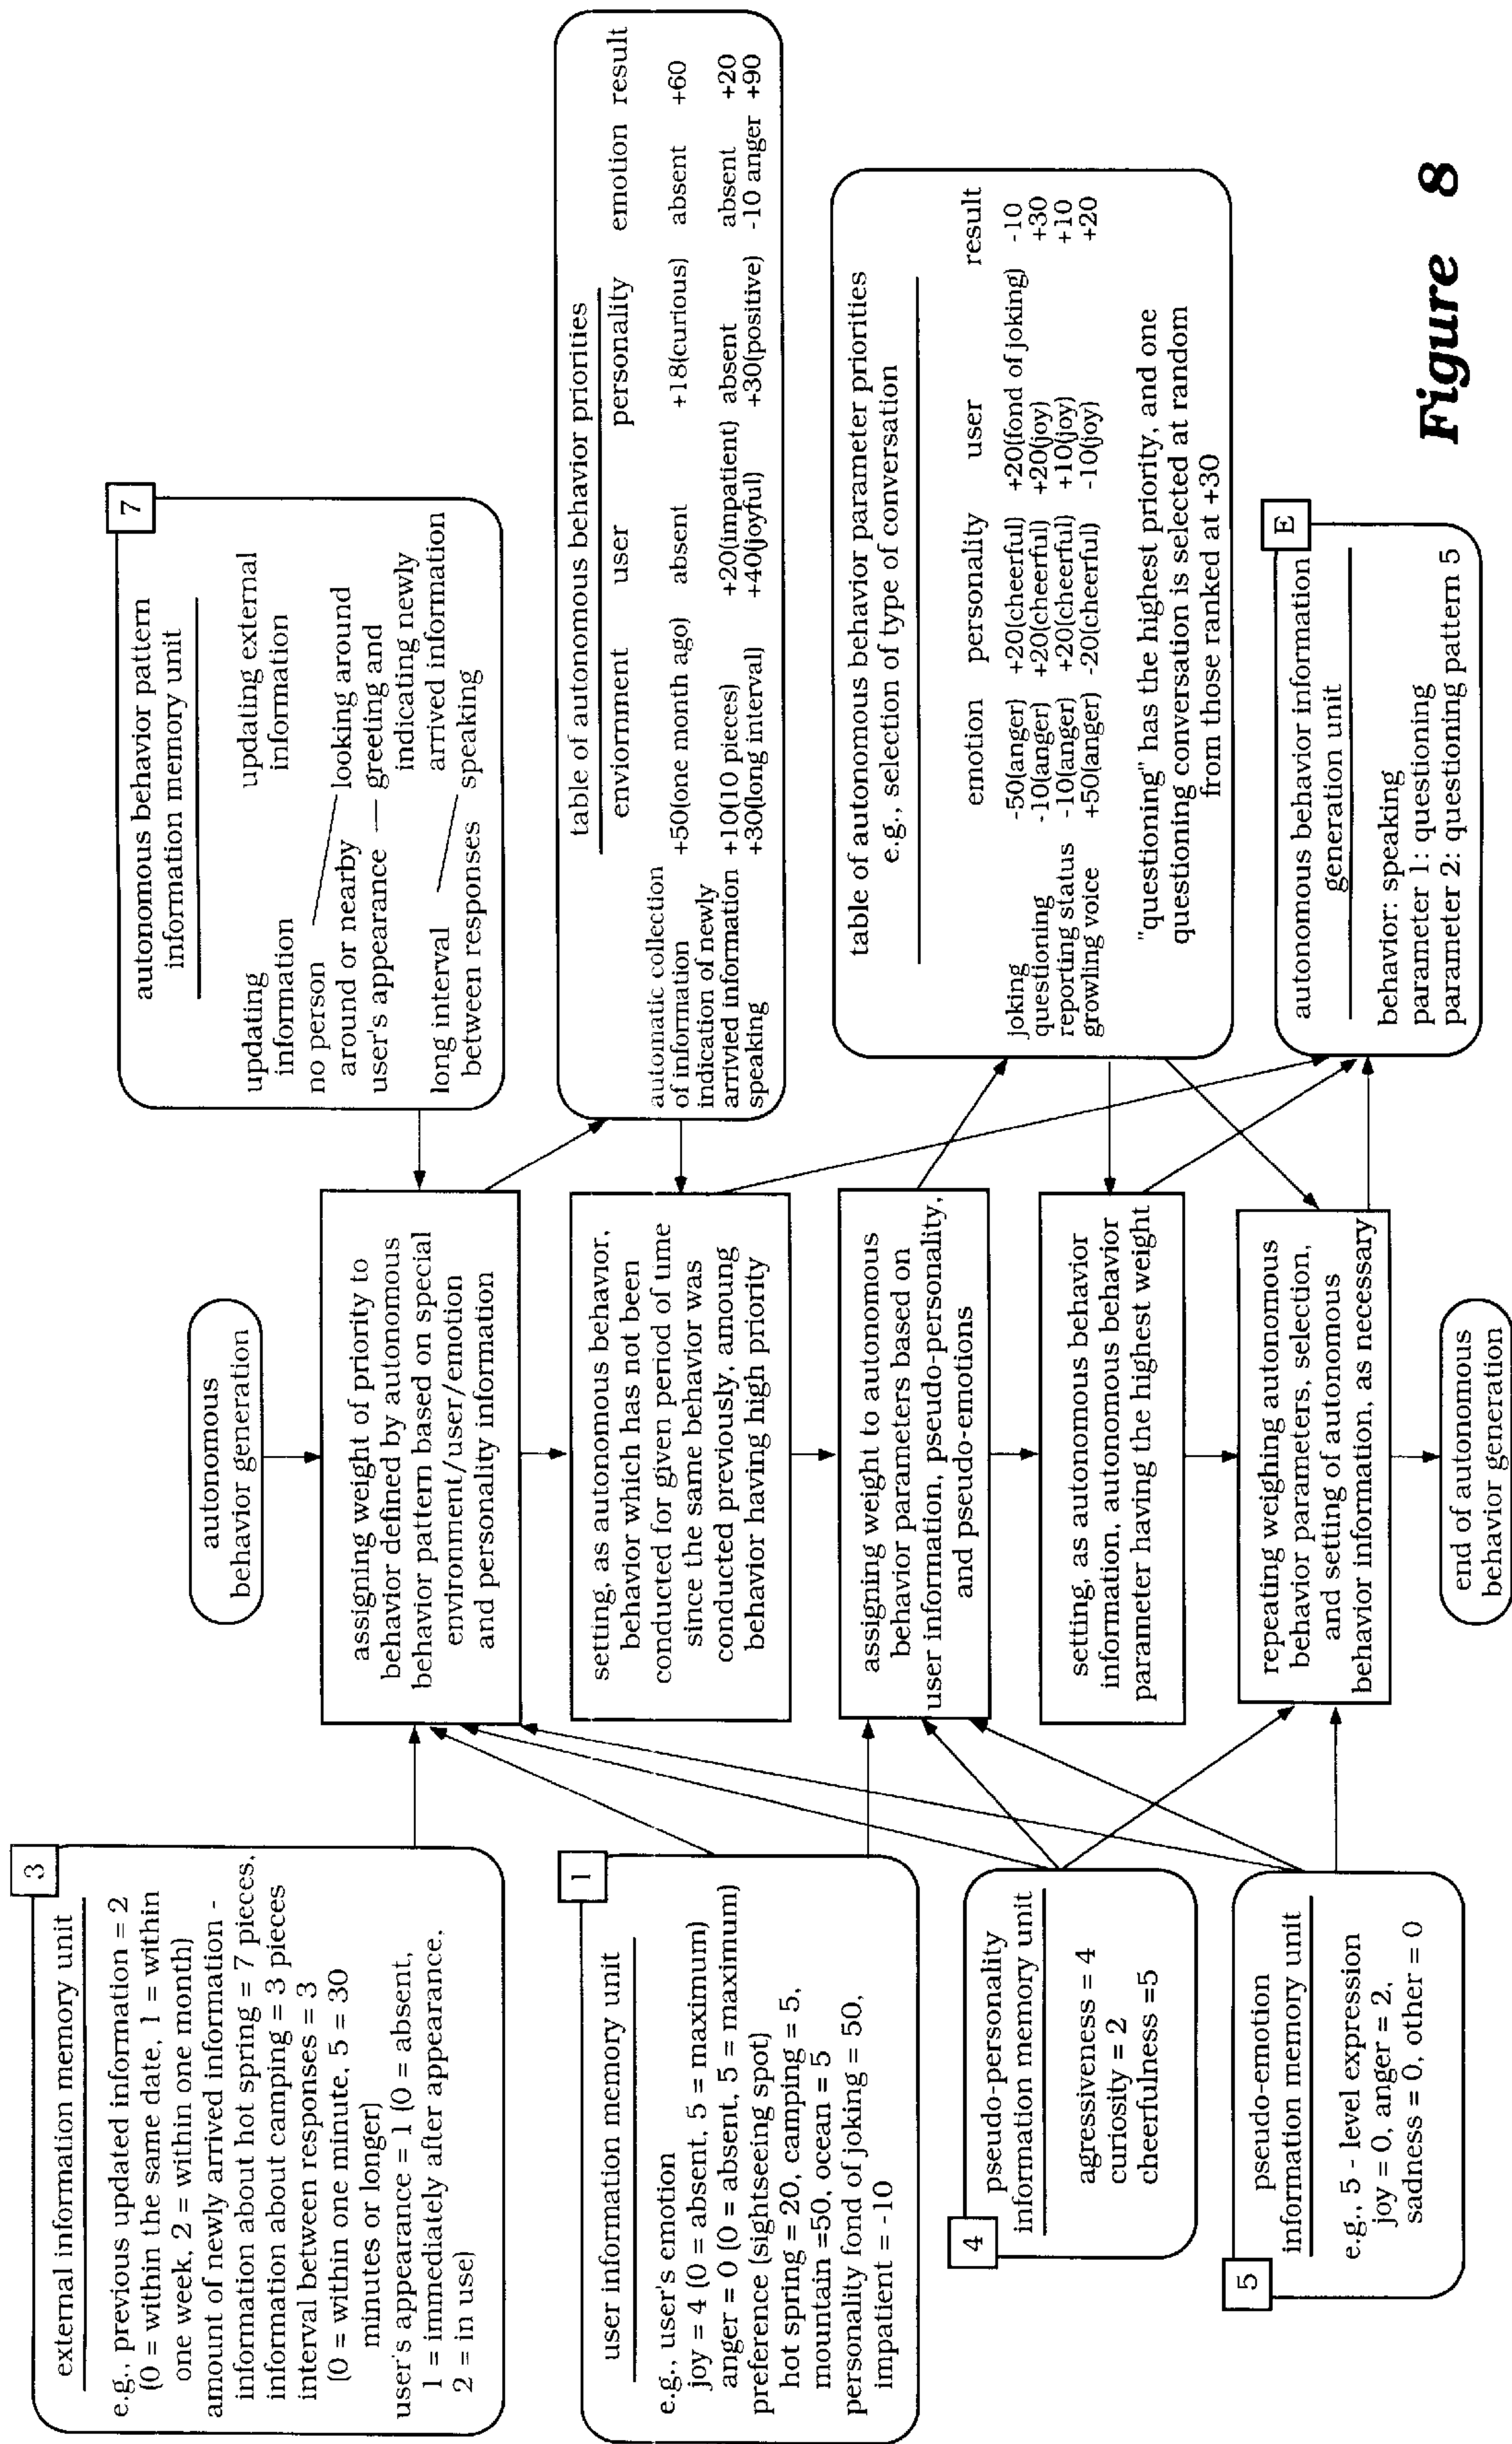 3
external information memory unit
e.g., previous updated information = 2
(0 = within the same date, 1 = within
one week, 2 = within one month)
amount of newly arrived information -
information about hot spring = 7 pieces,
information about camping = 3 pieces
interval between responses = 3
(0 = within one minute, 5 = 30
minutes or longer)
user's appearance = 1 (0 = absent,
1 = immediately after appearance,
2 = in use)
1
user information memory unit
e.g., user's emotion
joy = 4 (0 = absent, 5 = maximum)
anger = 0 (0 = absent, 5 = maximum)
preference (sightseeing spot)
hot spring = 20, camping = 5,
mountain =50, ocean = 5
personality fond of joking = 50,
impatient = -10
4
pseudo-personality
information memory unit
agressiveness = 4
curiosity = 2
cheerfulness =5
5
pseudo-emotion
information memory unit
e.g., 5 - level expression
joy = 0, anger = 2,
sadness = 0, other = 0
autonomous
behavior generation
assigning weight of priority to
behavior defined by autonomous
behavior pattern based on special
environment/user/emotion
and personality information
setting, as autonomous behavior,
behavior which has not been
conducted for given period of time
since the same behavior was
conducted previously, amoung
behavior having high priority
assigning weight to autonomous
behavior parameters based on
user information, pseudo-personality,
and pseudo-emotions
setting, as autonomous behavior
information, autonomous behavior
parameter having the highest weight
repeating weighing autonomous
behavior parameters, selection,
and setting of autonomous
behavior information, as necessary
end of autonomous
behavior generation
7
autonomous behavior pattern
information memory unit
updating updating external
information information
no person looking around
around or nearby greeting and
user's appearance indicating newly
arrived information
long interval speaking
between responses
table of autonomous behavior priorities
enviornment user personality emotion result
automatic collection
of information +50(one month ago) absent +18(curious) absent +60
indication of newly
arrivied information +10(10 pieces) +20(impatient) absent absent +20
speaking +30(long interval) +40(joyful) +30(positive) -10 anger +90
table of autonomous behavior parameter priorities
e.g., selection of type of conversation
emotion personality user result
joking -50(anger) +20(cheerful) +20(fond of joking) -10
questioning -10(anger) +20(cheerful) +20(joy) +30
reporting status -10(anger) +20(cheerful) +10(joy) +10
growling voice +50(anger) -20(cheerful) -10(joy) +20
"questioning" has the highest priority, and one
questioning conversation is selected at random
from those ranked at +30
E
autonomous behavior information
generation unit
behavior: speaking
parameter 1: questioning
parameter 2: questioning pattern 5
Figure 8